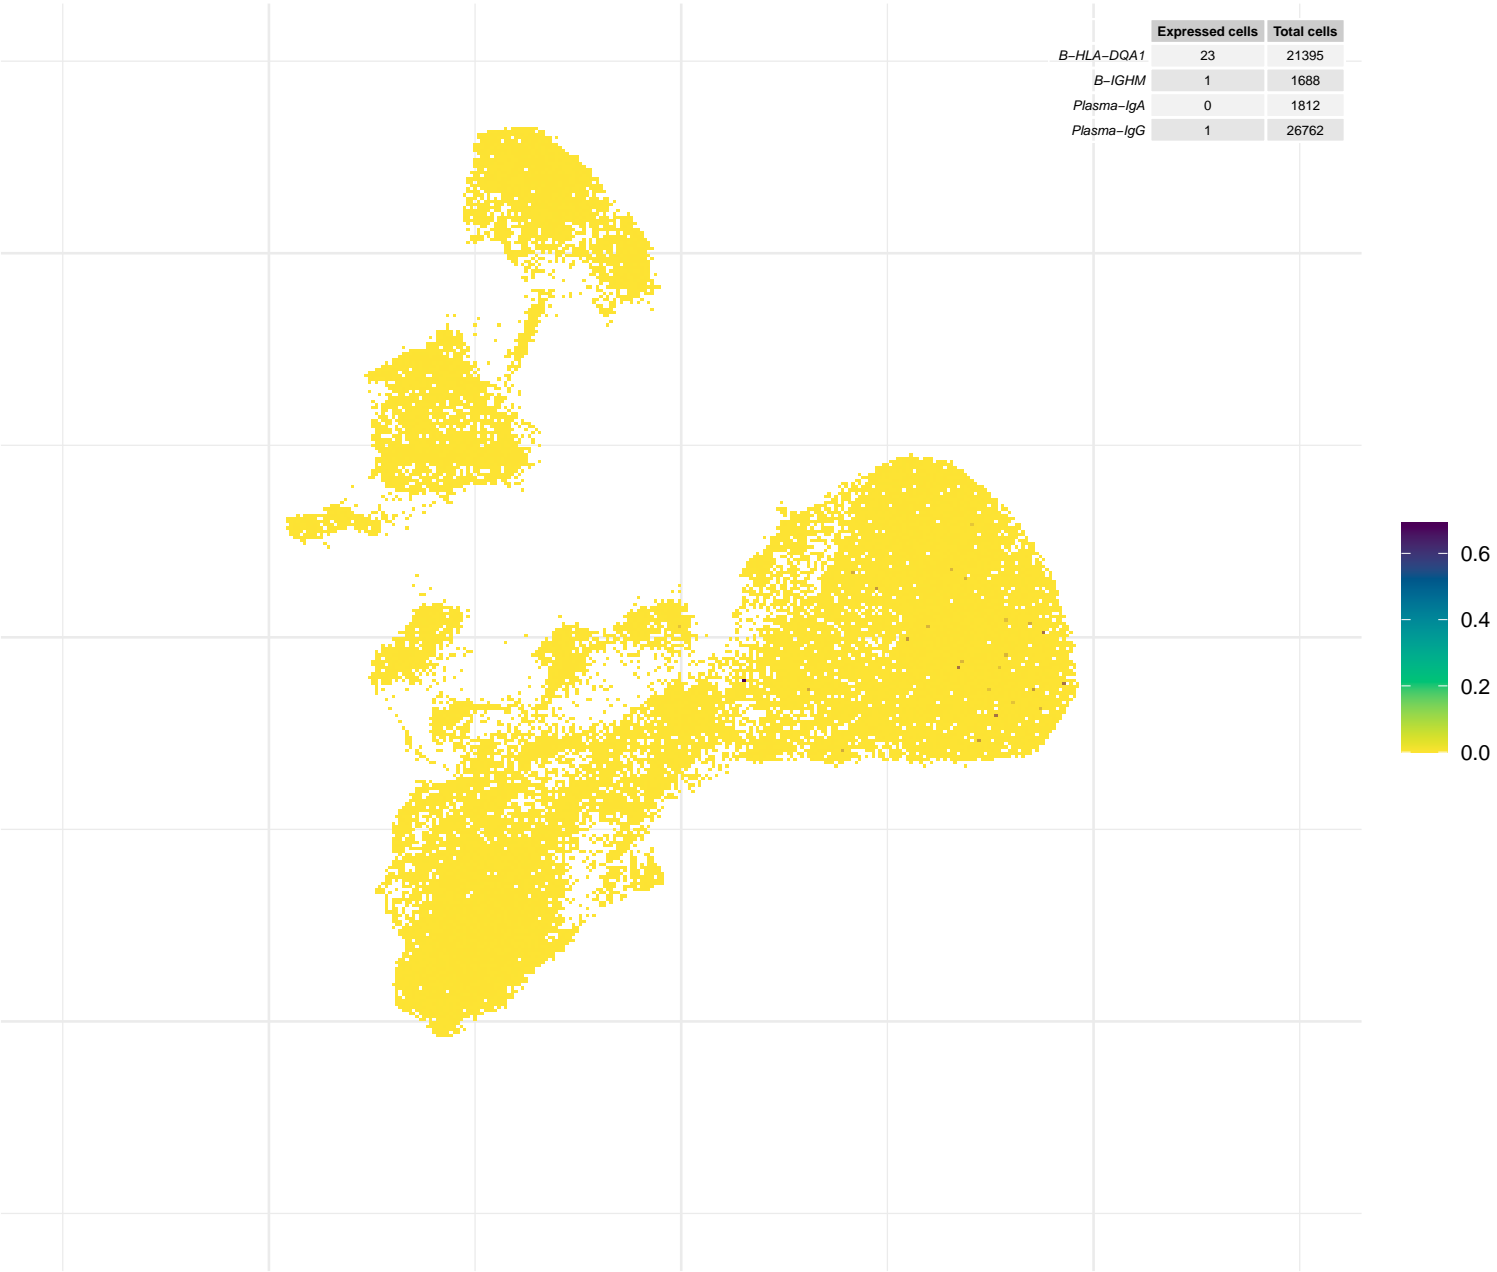 Expressed cells Total cells
B−HLA−DQA1 23 21395
B−IGHM 1 1688
Plasma−IgA 0 1812
Plasma−IgG 1 26762
0.6
0.4
0.2
0.0